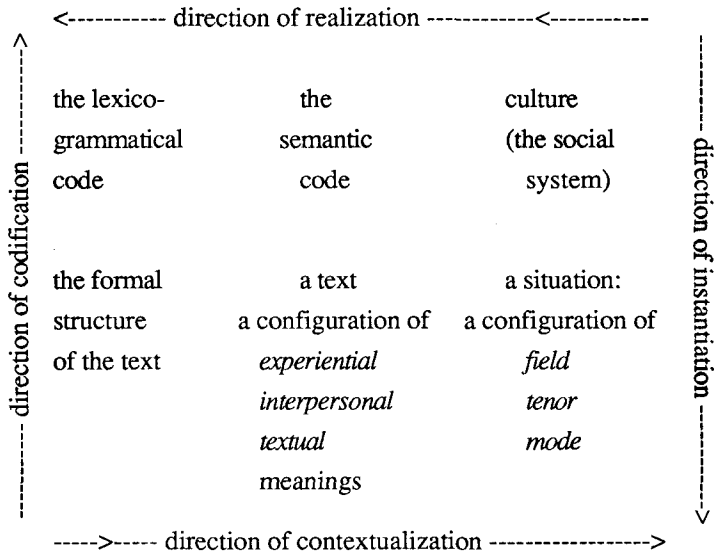 <----------- direction of realization -----------<-----------
the lexico- the culture
grammatical semantic (the social
code code system)
direction of codification
direction of instantiation
the formal a text a situation:
structure a configuration of a configuration of
of the text experiential field
interpersonal tenor
textual mode
meanings
----->----- direction of contextualization ----------------->